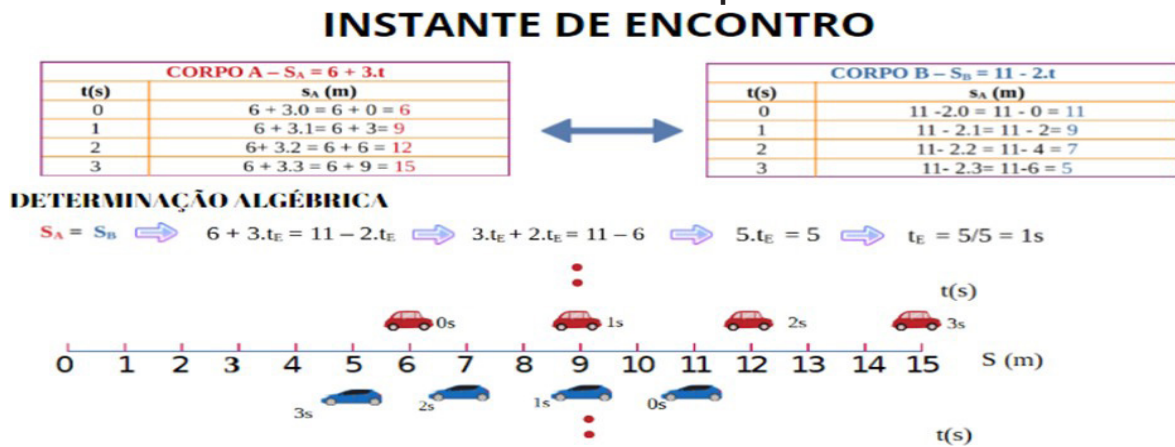 INSTANTE DE ENCONTRO
CORPO A – SA = 6 + 3.t
t(s) SA (m)
0 6 + 3.0 = 6 + 0 = 6
1 6 + 3.1= 6 + 3= 9
2 6+ 3.2 = 6 + 6 = 12
3 6 + 3.3 = 6 + 9 = 15
CORPO B – SB = 11 - 2.t
t(s) SA (m)
0 11 -2.0 = 11 - 0 = 11
1 11 - 2.1= 11 - 2= 9
2 11- 2.2 = 11- 4 = 7
3 11- 2.3= 11-6 = 5
DETERMINAÇÃO ALGÉBRICA
SA = SB 6 + 3.tE = 11 – 2.tE 3.tE + 2.tE = 11 – 6 5.tE = 5 tE = 5/5 = 1s
t(s)
0s 1s 2s 3s
0 1 2 3 4 5 6 7 8 9 10 11 12 13 14 15 S (m)
3s 2s 1s 0s
t(s)